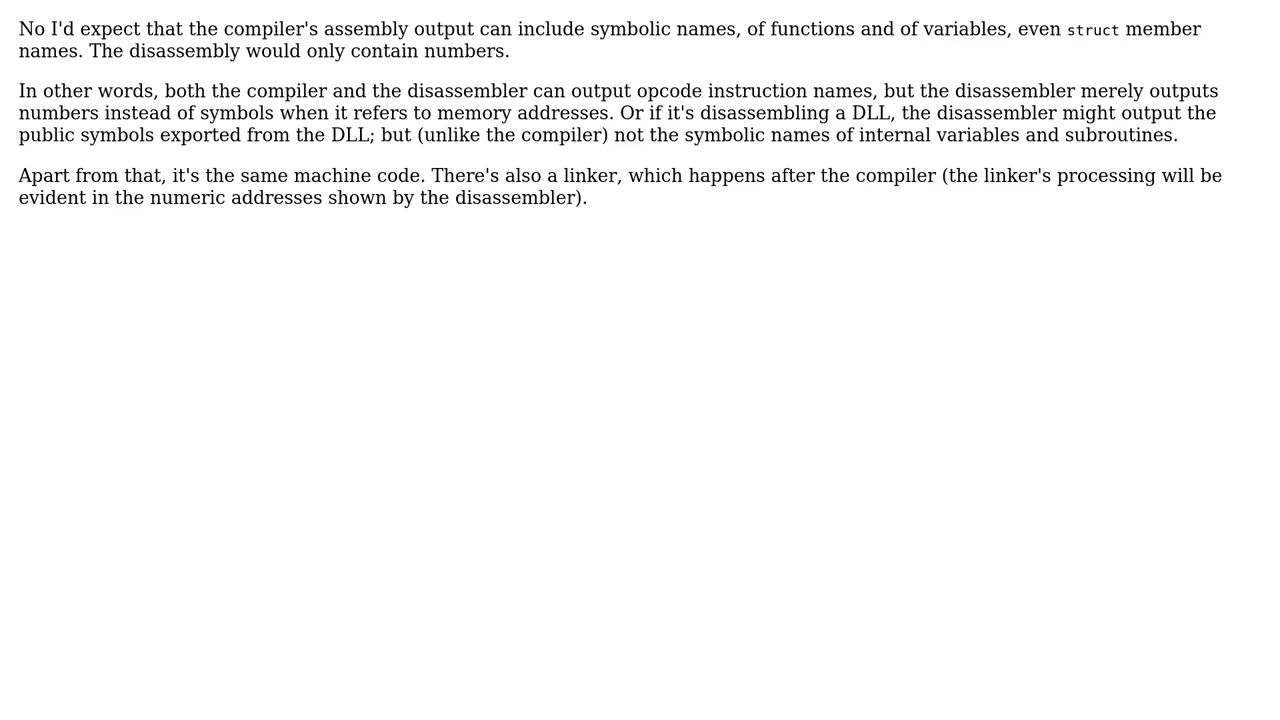 No I'd expect that the compiler's assembly output can include symbolic names, of functions and of variables, even struct member
names. The disassembly would only contain numbers.
In other words, both the compiler and the disassembler can output opcode instruction names, but the disassembler merely outputs
numbers instead of symbols when it refers to memory addresses. Or if it's disassembling a DLL, the disassembler might output the
public symbols exported from the DLL; but (unlike the compiler) not the symbolic names of internal variables and subroutines.
Apart from that, it's the same machine code. There's also a linker, which happens after the compiler (the linker's processing will be
evident in the numeric addresses shown by the disassembler).